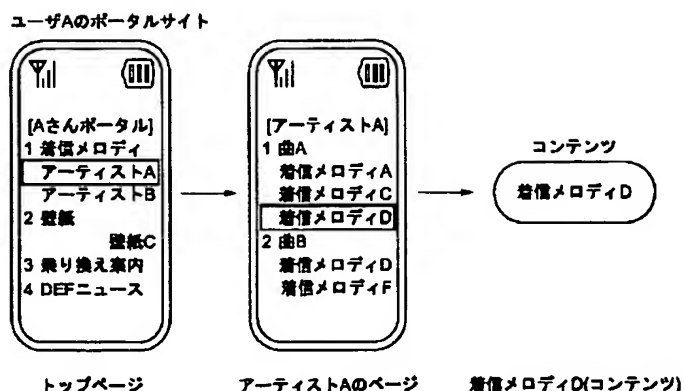 ユーザAのポータルサイト
[Aさんポータル]
1 着信メロディ
アーティストA
アーティストB
2 壁紙
壁紙C
3 乗り換え案内
4 DEFニュース
トップページ
[アーティストA]
1 曲A
着信メロディA
着信メロディC
着信メロディD
2 曲B
着信メロディD
着信メロディF
アーティストAのページ
コンテンツ
着信メロディD
着信メロディD(コンテンツ)